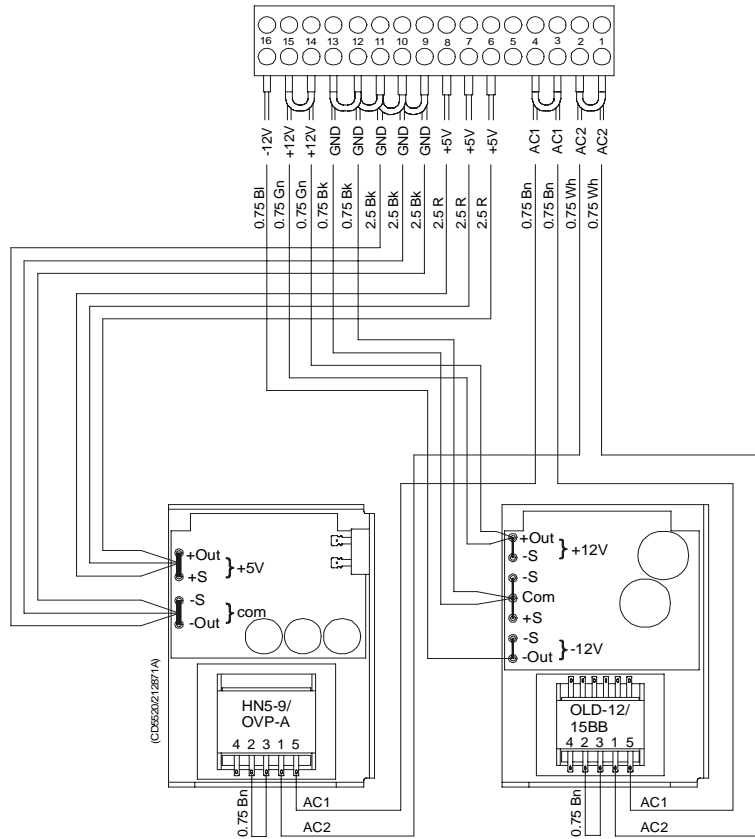 16 15 14 13 12 11 10 9 8 7 6 5 4 3 2 1
-12V +12V +12V GND GND GND GND GND +5V +5V +5V AC1 AC1 AC2 AC2
0.75 Bl 0.75 Gn 0.75 Gn 0.75 Bk 0.75 Bk 2.5 Bk 2.5 Bk 2.5 Bk 2.5 R 2.5 R 2.5 R 0.75 Bn 0.75 Bn 0.75 Wh 0.75 Wh
+Out
+S
} +5V
-S
-Out
} com
(CD5520/212871A)
HN5-9/
OVP-A
4 2 3 1 5
0.75 Bn
AC1
AC2
+Out
-S
} +12V
-S
Com
+S
-S
-Out
} -12V
OLD-12/
15BB
4 2 3 1 5
0.75 Bn
AC1
AC2